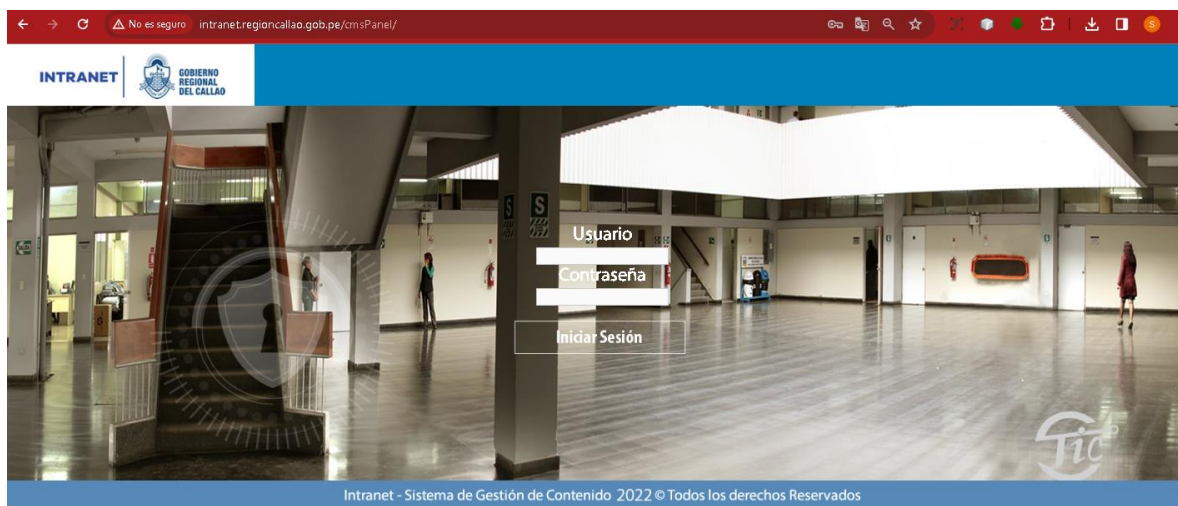 No es seguro intranet.regioncallao.gob.pe/cmsPanel/
S
INTRANET
GOBIERNO
REGIONAL
DEL CALLAO
S
S
Usuario
Contraseña
Iniciar Sesión
Tic
Intranet - Sistema de Gestión de Contenido 2022 © Todos los derechos Reservados